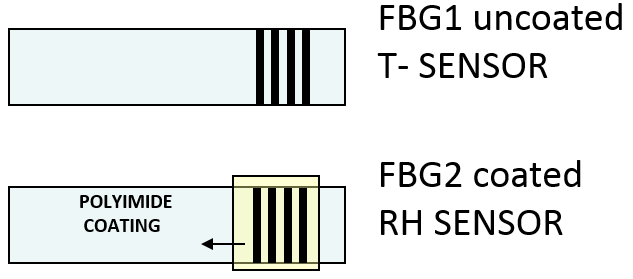 FBG1 uncoated
T- SENSOR
FBG2 coated
RH SENSOR
POLYIMIDE
COATING